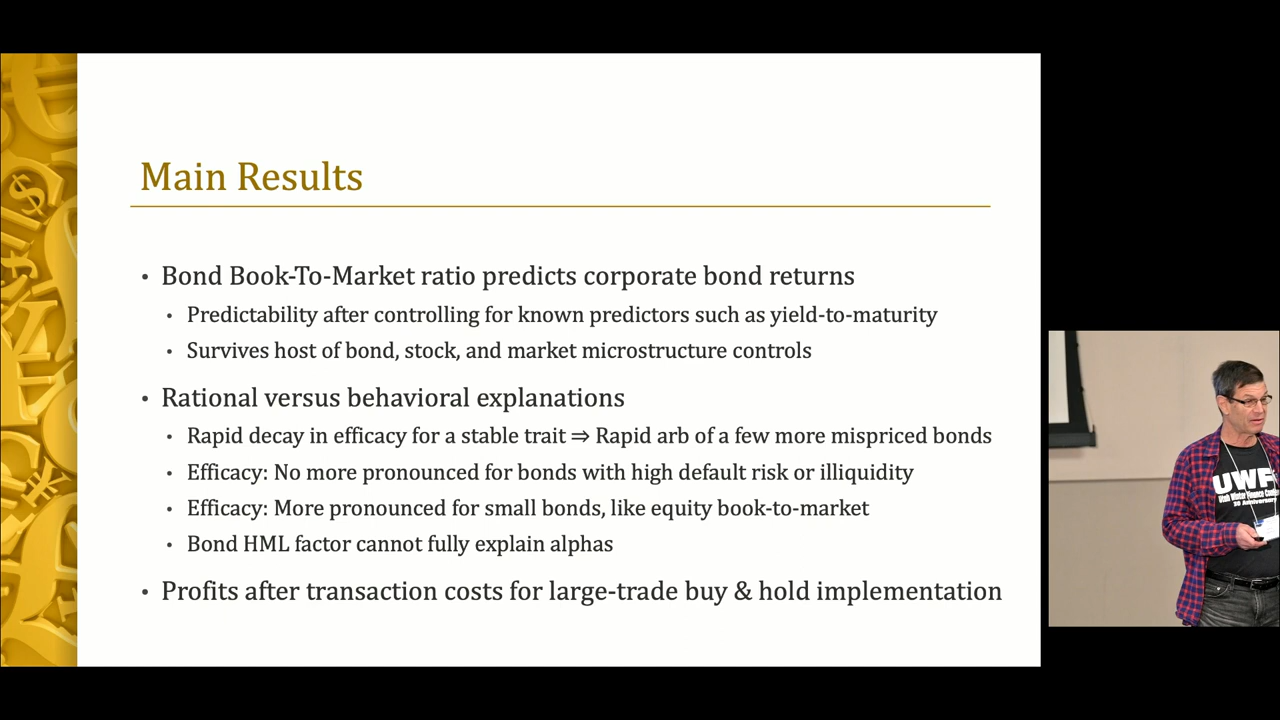 Main Results
• Bond Book-To-Market ratio predicts corporate bond returns
• Predictability after controlling for known predictors such as yield-to-maturity
• Survives host of bond, stock, and market microstructure controls
• Rational versus behavioral explanations
• Rapid decay in efficacy for a stable trait ⇒ Rapid arb of a few more mispriced bonds
• Efficacy: No more pronounced for bonds with high default risk or illiquidity
• Efficacy: More pronounced for small bonds, like equity book-to-market
• Bond HML factor cannot fully explain alphas
• Profits after transaction costs for large-trade buy & hold implementation
UWF
Utah Winter Finance